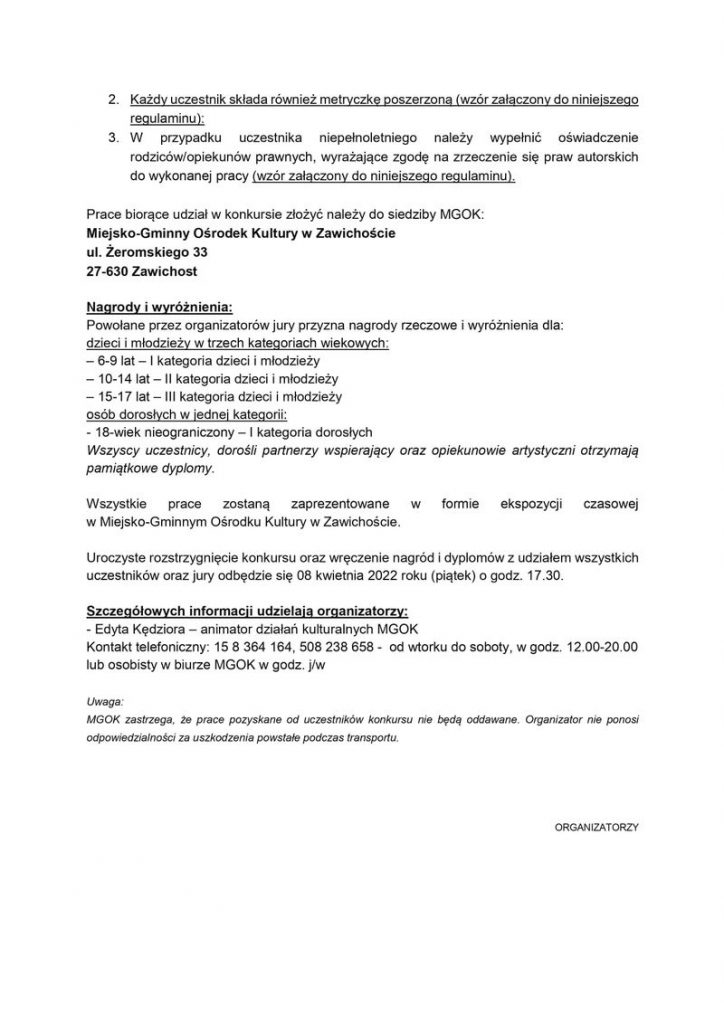 2. Każdy uczestnik składa również metryczkę poszerzoną (wzór załączony do niniejszego
regulaminu);
3. W przypadku uczestnika niepełnoletniego należy wypełnić oświadczenie
rodziców/opiekunów prawnych, wyrażające zgodę na zrzeczenie się praw autorskich
do wykonanej pracy (wzór załączony do niniejszego regulaminu).
Prace biorące udział w konkursie złożyć należy do siedziby MGOK:
Miejsko-Gminny Ośrodek Kultury w Zawichoście
ul. Żeromskiego 33
27-630 Zawichost
Nagrody i wyróżnienia:
Powołane przez organizatorów jury przyzna nagrody rzeczowe i wyróżnienia dla:
dzieci i młodzieży w trzech kategoriach wiekowych:
– 6-9 lat – I kategoria dzieci i młodzieży
– 10-14 lat – II kategoria dzieci i młodzieży
– 15-17 lat – III kategoria dzieci i młodzieży
osób dorosłych w jednej kategorii:
- 18-wiek nieograniczony – I kategoria dorosłych
Wszyscy uczestnicy, dorośli partnerzy wspierający oraz opiekunowie artystyczni otrzymają
pamiątkowe dyplomy.
Wszystkie prace zostaną zaprezentowane w formie ekspozycji czasowej
w Miejsko-Gminnym Ośrodku Kultury w Zawichoście.
Uroczyste rozstrzygnięcie konkursu oraz wręczenie nagród i dyplomów z udziałem wszystkich
uczestników oraz jury odbędzie się 08 kwietnia 2022 roku (piątek) o godz. 17.30.
Szczegółowych informacji udzielają organizatorzy:
- Edyta Kędziora – animator działań kulturalnych MGOK
Kontakt telefoniczny: 15 8 364 164, 508 238 658 - od wtorku do soboty, w godz. 12.00-20.00
lub osobisty w biurze MGOK w godz. j/w
Uwaga:
MGOK zastrzega, że prace pozyskane od uczestników konkursu nie będą oddawane. Organizator nie ponosi
odpowiedzialności za uszkodzenia powstałe podczas transportu.
ORGANIZATORZY